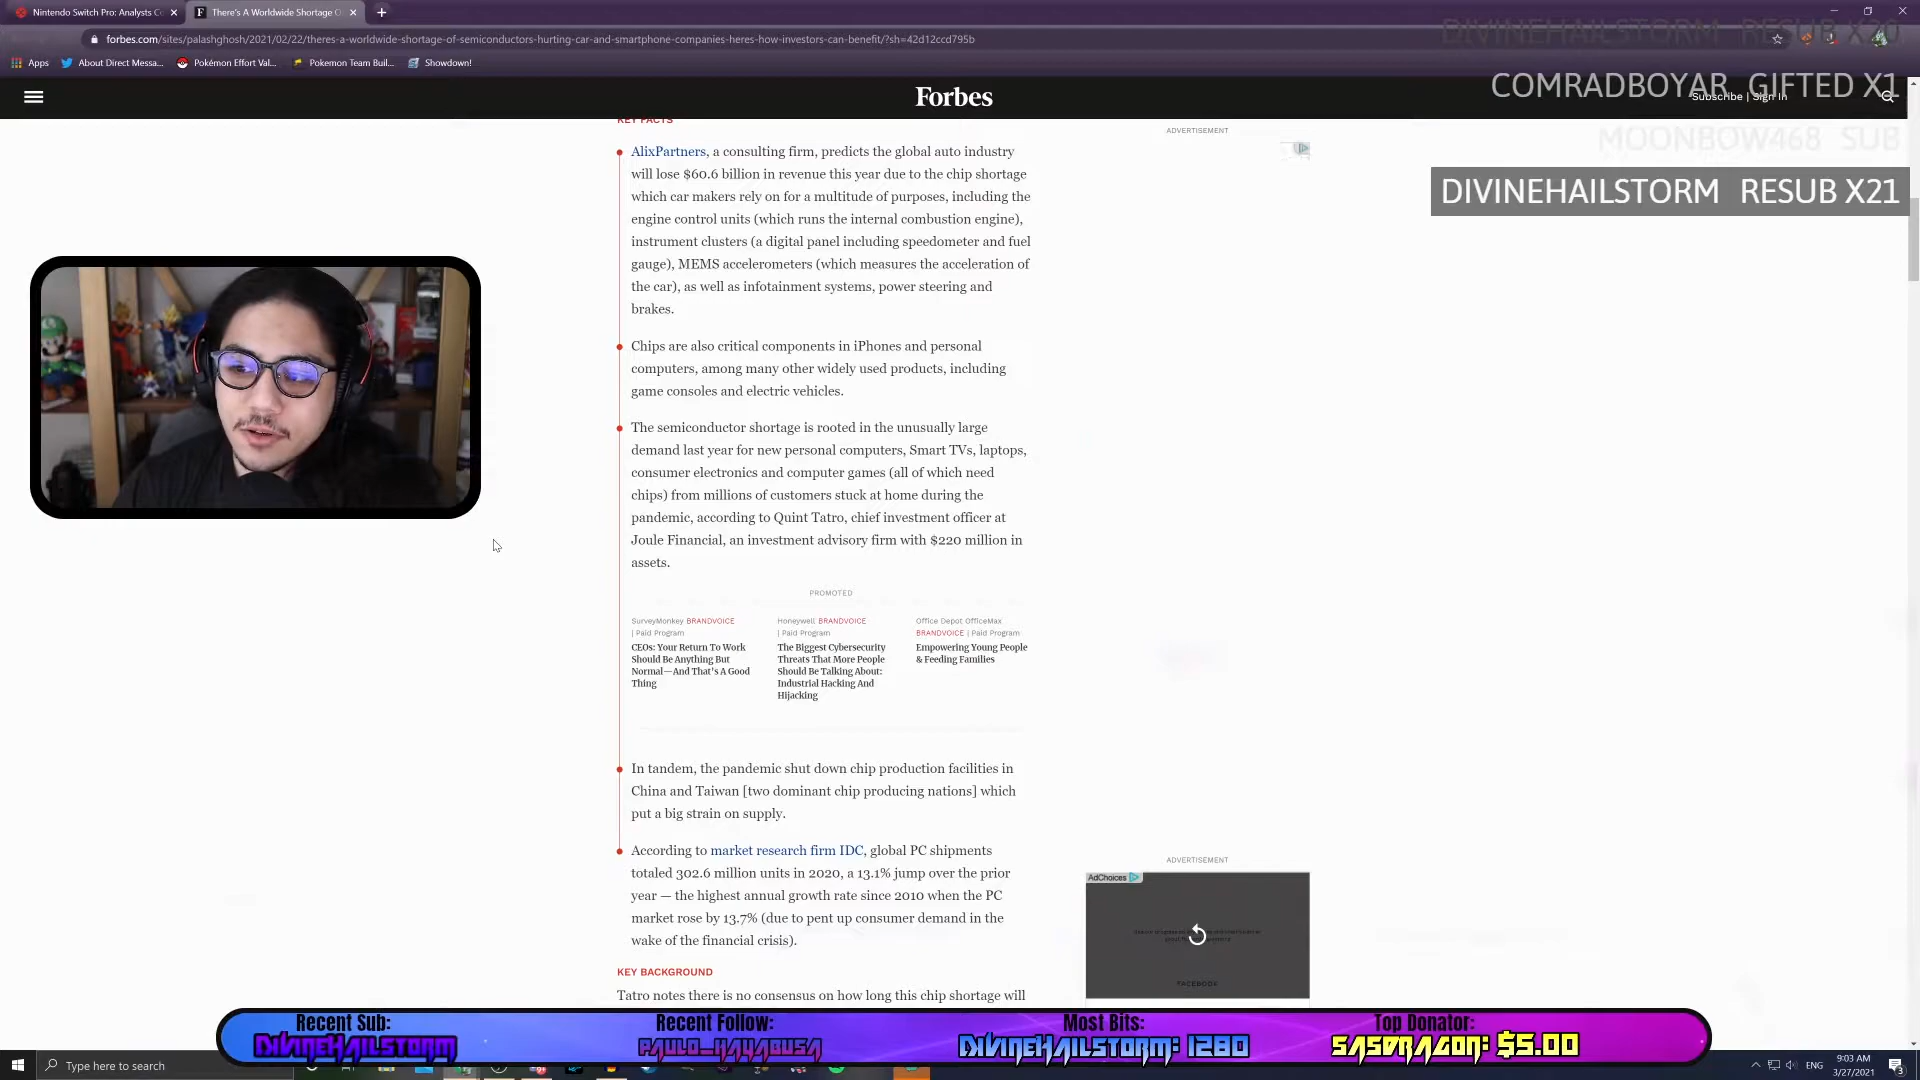 Nintendo Switch Pro: Analysts Co
There's A Worldwide Shortage O
forbes.com/sites/palashghosh/2021/02/22/theres-a-worldwide-shortage-of-semiconductors-hurting-car-and-smartphone-companies-heres-how-investors-can-benefit/?sh=42d12ccd795b
Apps
About Direct Messa...
Pokémon Effort Val...
Pokemon Team Buil...
Showdown!
DIVINEHAILSTORM RESUB X20
COMRADBOYAR GIFTED X1
MOONBOW468 SUB
DIVINEHAILSTORM RESUB X21
Forbes
Subscribe | Sign In
KEY FACTS
AlixPartners, a consulting firm, predicts the global auto industry
will lose $60.6 billion in revenue this year due to the chip shortage
which car makers rely on for a multitude of purposes, including the
engine control units (which runs the internal combustion engine),
instrument clusters (a digital panel including speedometer and fuel
gauge), MEMS accelerometers (which measures the acceleration of
the car), as well as infotainment systems, power steering and
brakes.
Chips are also critical components in iPhones and personal
computers, among many other widely used products, including
game consoles and electric vehicles.
The semiconductor shortage is rooted in the unusually large
demand last year for new personal computers, Smart TVs, laptops,
consumer electronics and computer games (all of which need
chips) from millions of customers stuck at home during the
pandemic, according to Quint Tatro, chief investment officer at
Joule Financial, an investment advisory firm with $220 million in
assets.
PROMOTED
SurveyMonkey BRANDVOICE
| Paid Program
CEOs: Your Return To Work
Should Be Anything But
Normal—And That's A Good
Thing
Honeywell BRANDVOICE
| Paid Program
The Biggest Cybersecurity
Threats That More People
Should Be Talking About:
Industrial Hacking And
Hijacking
Office Depot OfficeMax
BRANDVOICE | Paid Program
Empowering Young People
& Feeding Families
In tandem, the pandemic shut down chip production facilities in
China and Taiwan [two dominant chip producing nations] which
put a big strain on supply.
According to market research firm IDC, global PC shipments
totaled 302.6 million units in 2020, a 13.1% jump over the prior
year — the highest annual growth rate since 2010 when the PC
market rose by 13.7% (due to pent up consumer demand in the
wake of the financial crisis).
KEY BACKGROUND
Tatro notes there is no consensus on how long this chip shortage will
ADVERTISEMENT
ADVERTISEMENT
AdChoices
FACEBOOK
Recent Sub:
DIVINEHAILSTORM
Recent Follow:
PAULO_HAYABUSA
Most Bits:
DIVINEHAILSTORM: 1280
Top Donator:
SASDRAGON: $5.00
Type here to search
ENG
9:03 AM
3/27/2021
3